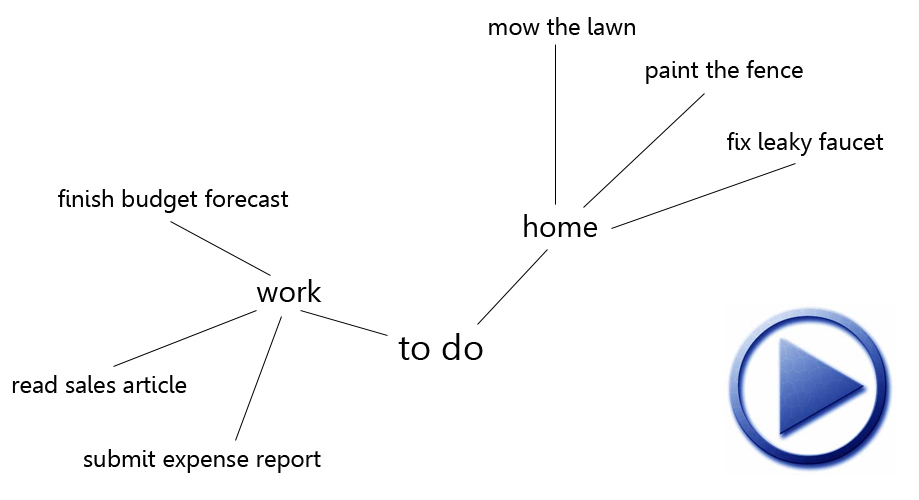 mow the lawn
paint the fence
fix leaky faucet
finish budget forecast
home
work
to do
read sales article
submit expense report